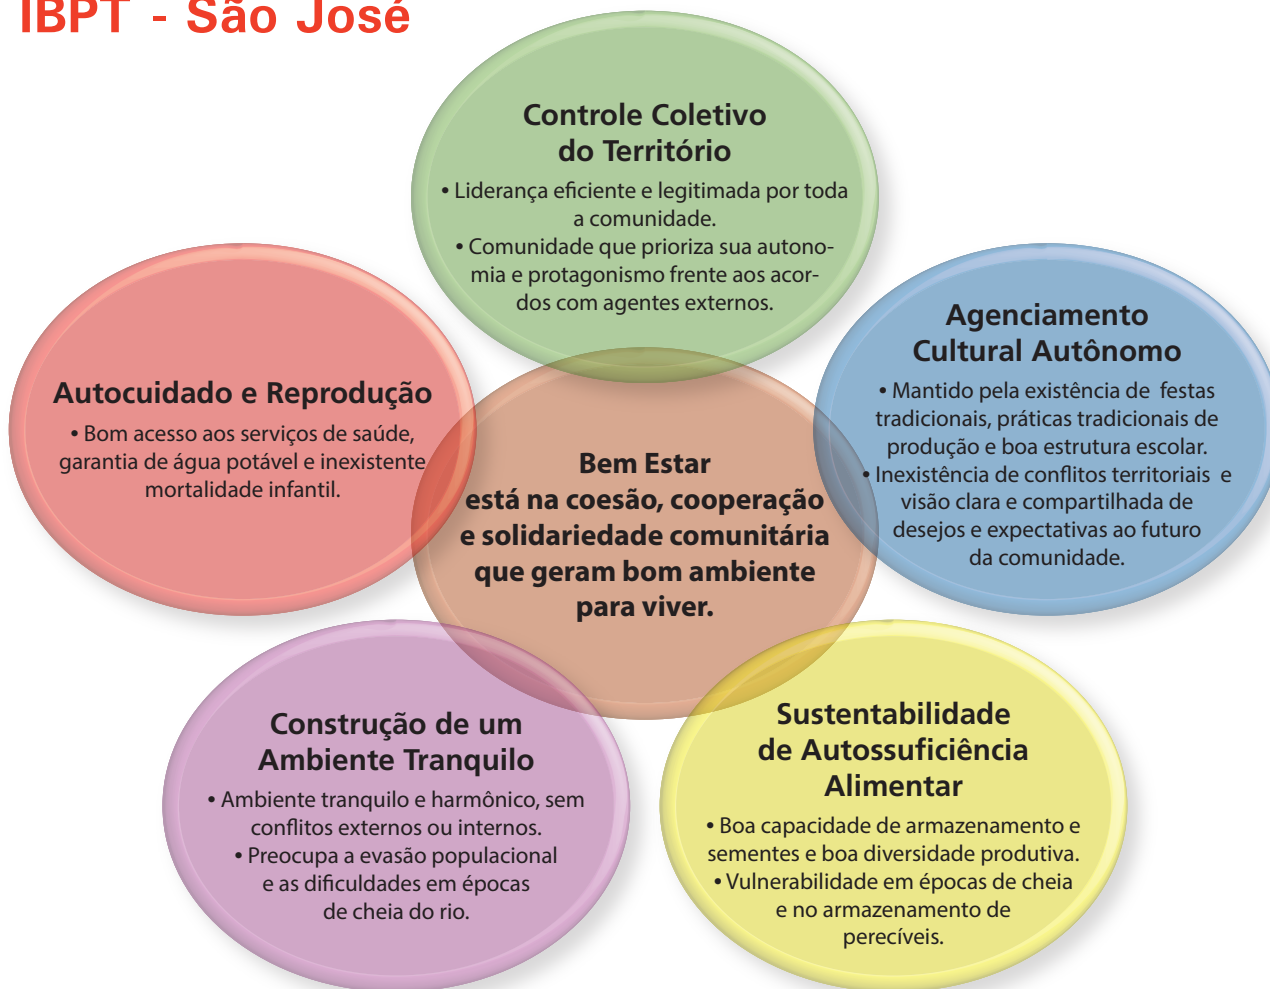 IBPT - São José
Controle Coletivo
do Território
• Liderança eficiente e legitimada por toda
a comunidade.
• Comunidade que prioriza sua autono-
mia e protagonismo frente aos acor-
dos com agentes externos.
Autocuidado e Reprodução
• Bom acesso aos serviços de saúde,
garantia de água potável e inexistente
mortalidade infantil.
Agenciamento
Cultural Autônomo
• Mantido pela existência de festas
tradicionais, práticas tradicionais de
produção e boa estrutura escolar.
• Inexistência de conflitos territoriais e
visão clara e compartilhada de
desejos e expectativas ao futuro
da comunidade.
Bem Estar
está na coesão, cooperação
e solidariedade comunitária
que geram bom ambiente
para viver.
Construção de um
Ambiente Tranquilo
• Ambiente tranquilo e harmônico, sem
conflitos externos ou internos.
• Preocupa a evasão populacional
e as dificuldades em épocas
de cheia do rio.
Sustentabilidade
de Autossuficiência
Alimentar
• Boa capacidade de armazenamento e
sementes e boa diversidade produtiva.
• Vulnerabilidade em épocas de cheia
e no armazenamento de
perecíveis.